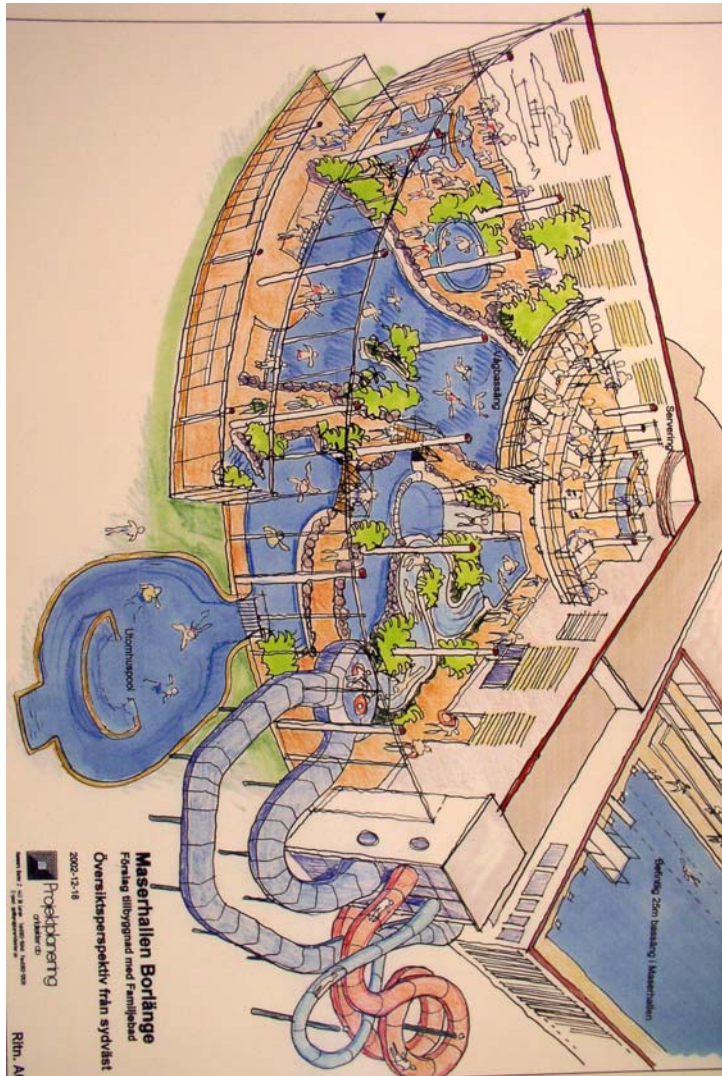 Befintlig 25m bassäng i Maserhallen
Servering
Vågbassäng
Utomhuspool
Maserhallen Borlänge
Förslag tillbyggnad med Familjebad
Översiktsperspektiv från sydväst
2002-12-18
Projektplanering
Ritn.